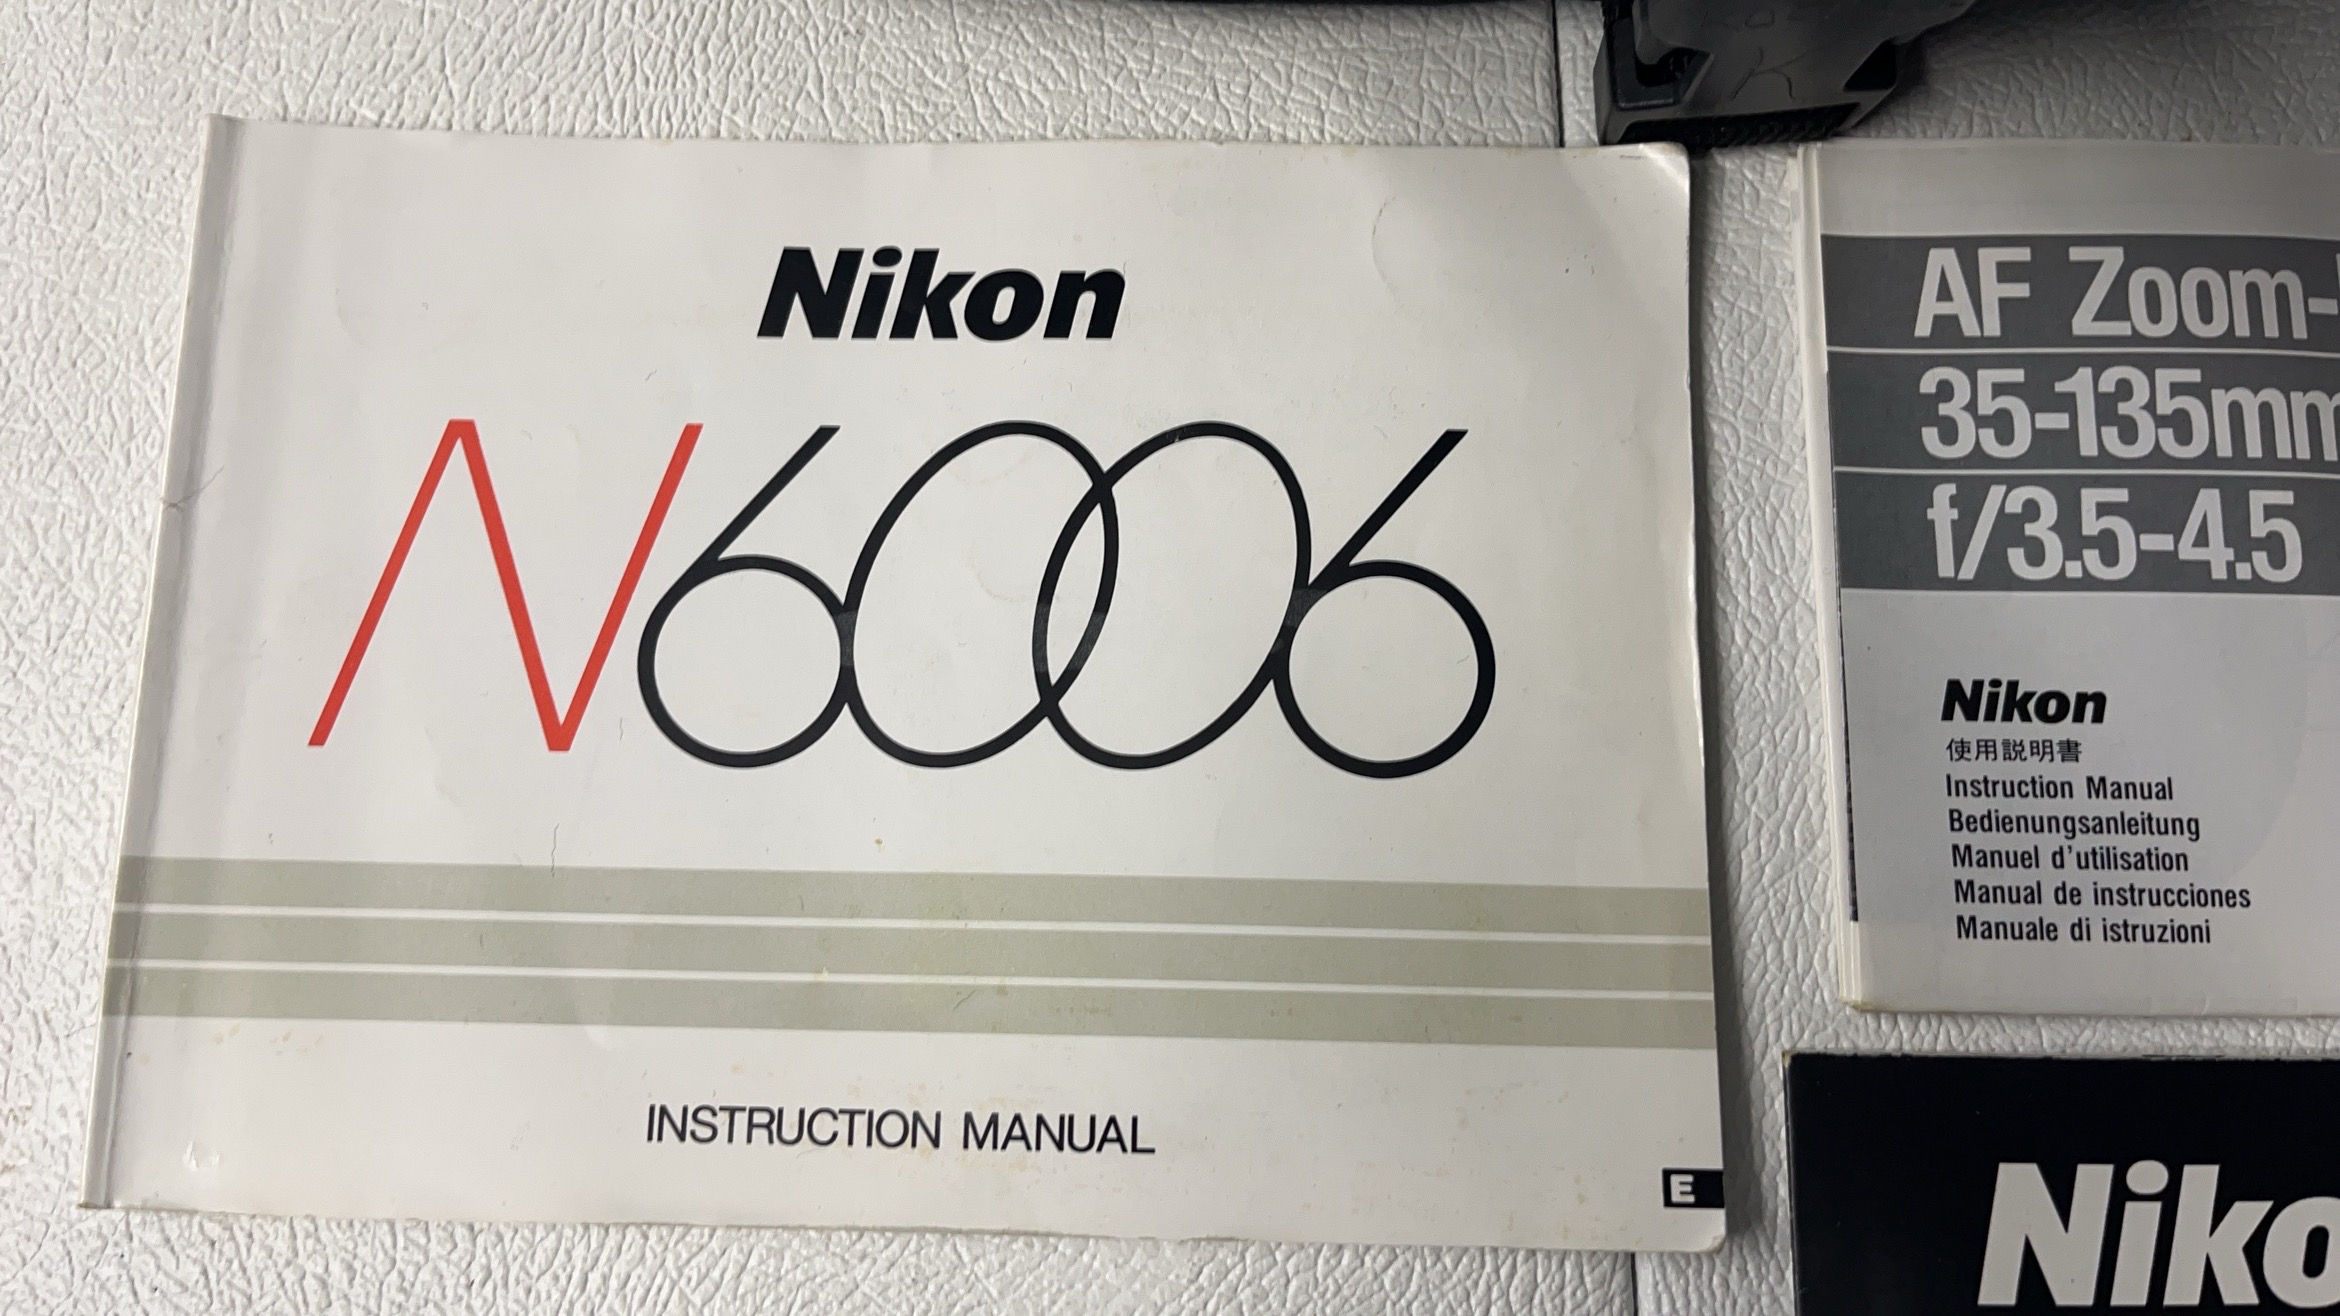 Nikon
N6006
INSTRUCTION MANUAL
E
AF Zoom-
35-135mm
f/3.5-4.5
Nikon
使用説明書
Instruction Manual
Bedienungsanleitung
Manuel d'utilisation
Manual de instrucciones
Manuale di istruzioni
Niko